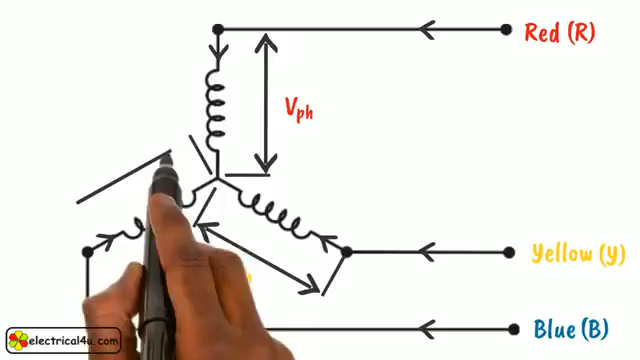 Red (R)
Vph
Yellow (Y)
Blue (B)
electrical4u.com